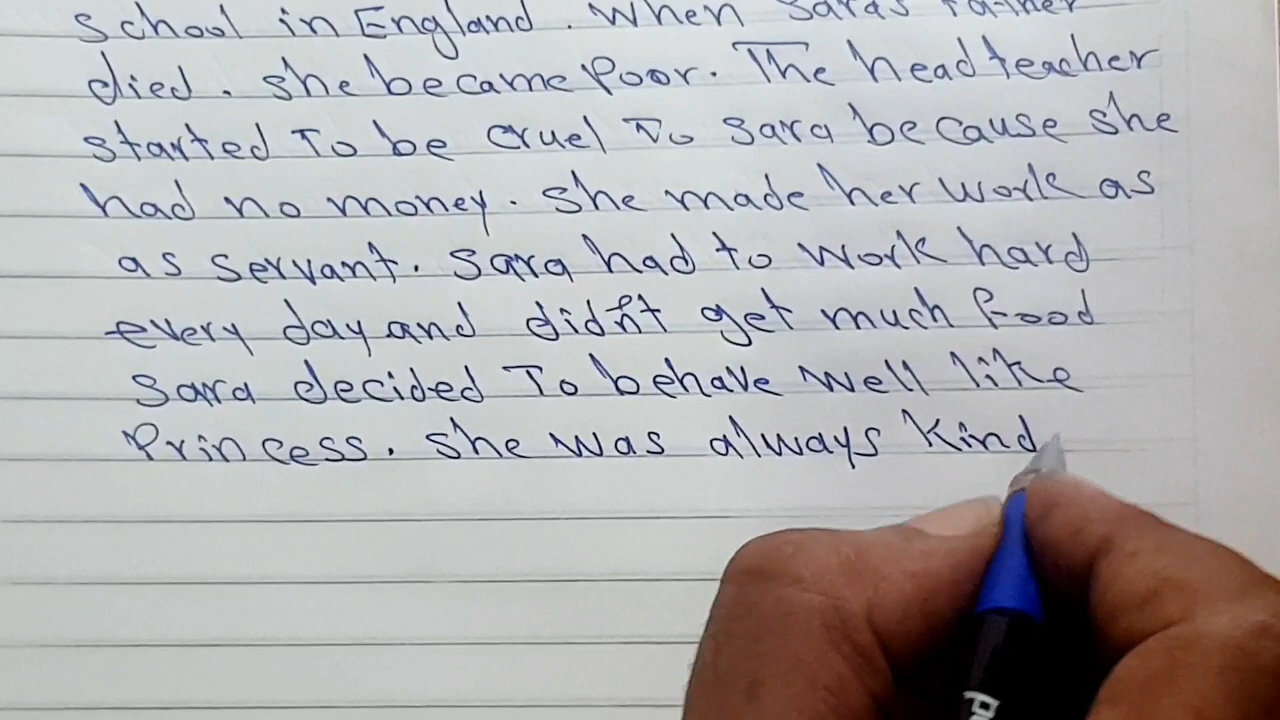 School in England. When Sara's father
died. she became Poor. The head teacher
started To be cruel To Sara because she
had no money. She made her work as
as servant. Sara had to work hard
every day and didn't get much food
Sara decided To behave well like
Princess. She was always kind